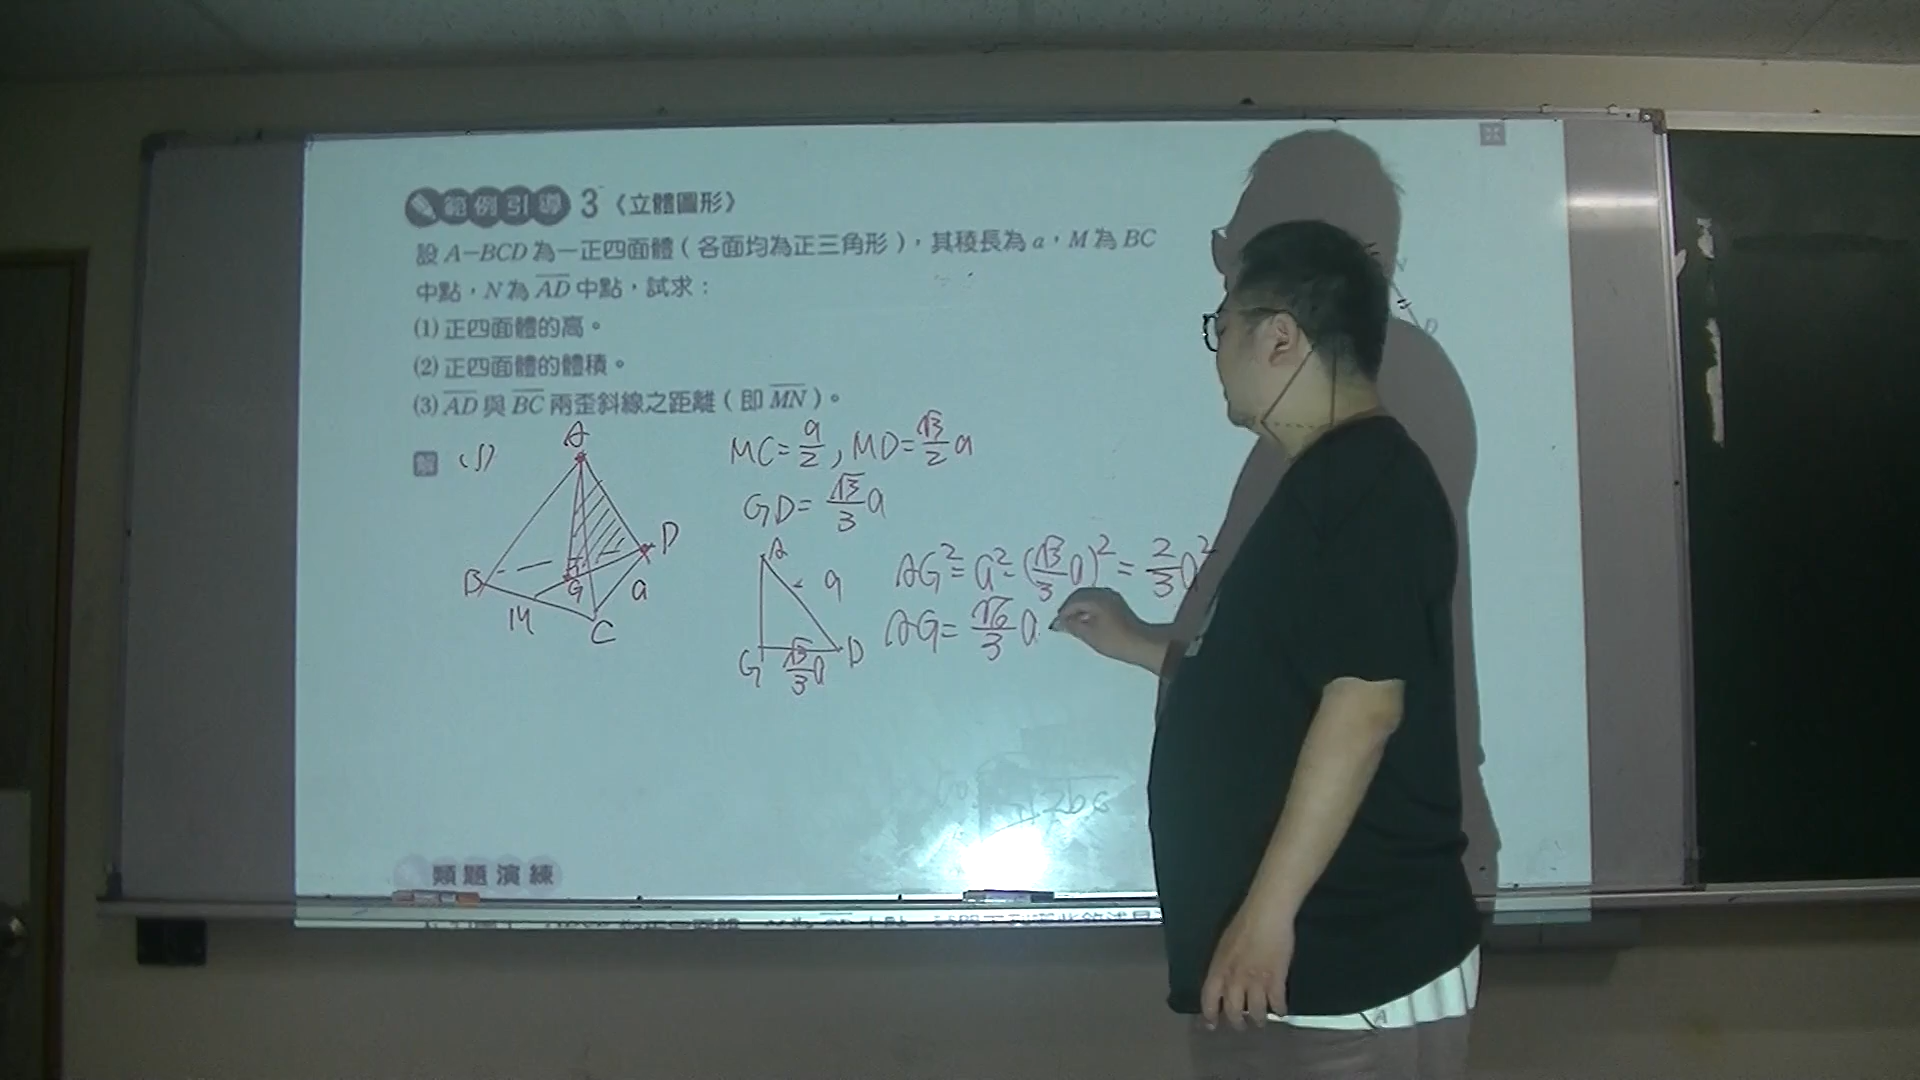 範例引導 3《立體圖形》
設 A-BCD 為一正四面體（各面均為正三角形），其稜長為 a，M 為 BC
中點，N 為 AD 中點，試求：
(1) 正四面體的高。
(2) 正四面體的體積。
(3) AD 與 BC 兩歪斜線之距離（即 MN）。
解 (1)
A
B
M
C
D
G
a
MC=a/2, MD=√3/2 a
GD=√3/3 a
A
a
G
√3/3 a
D
AG²=a²-(√3/3 a)²=2/3 a²
AG=√6/3 a
D
類題演練